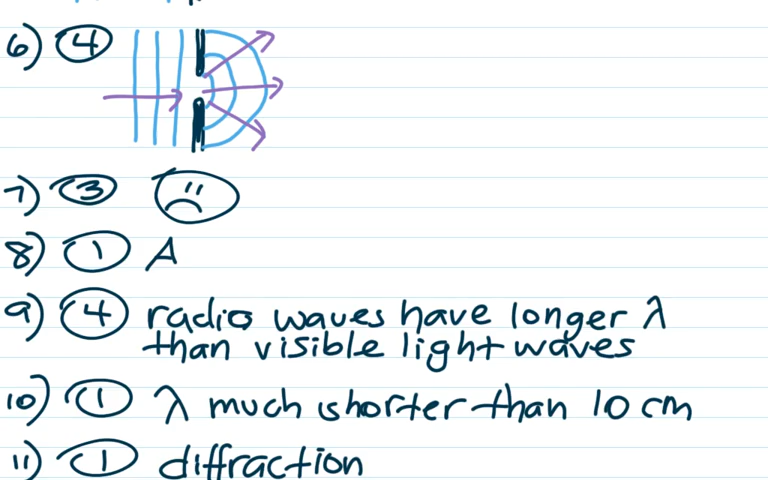 6) 4
7) 3
8) 1 A
9) 4 radio waves have longer λ
than visible light waves
10) 1 λ much shorter than 10 cm
11) 1 diffraction